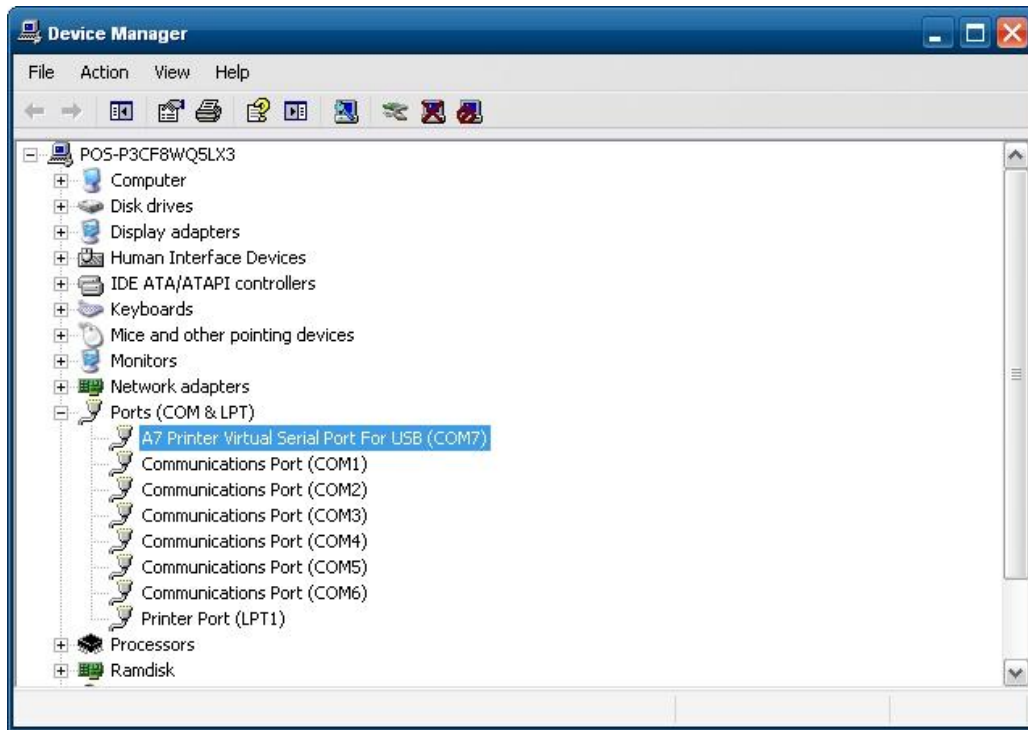 Device Manager
File Action View Help
POS-P3CF8WQ5LX3
Computer
Disk drives
Display adapters
Human Interface Devices
IDE ATA/ATAPI controllers
Keyboards
Mice and other pointing devices
Monitors
Network adapters
Ports (COM & LPT)
A7 Printer Virtual Serial Port For USB (COM7)
Communications Port (COM1)
Communications Port (COM2)
Communications Port (COM3)
Communications Port (COM4)
Communications Port (COM5)
Communications Port (COM6)
Printer Port (LPT1)
Processors
Ramdisk